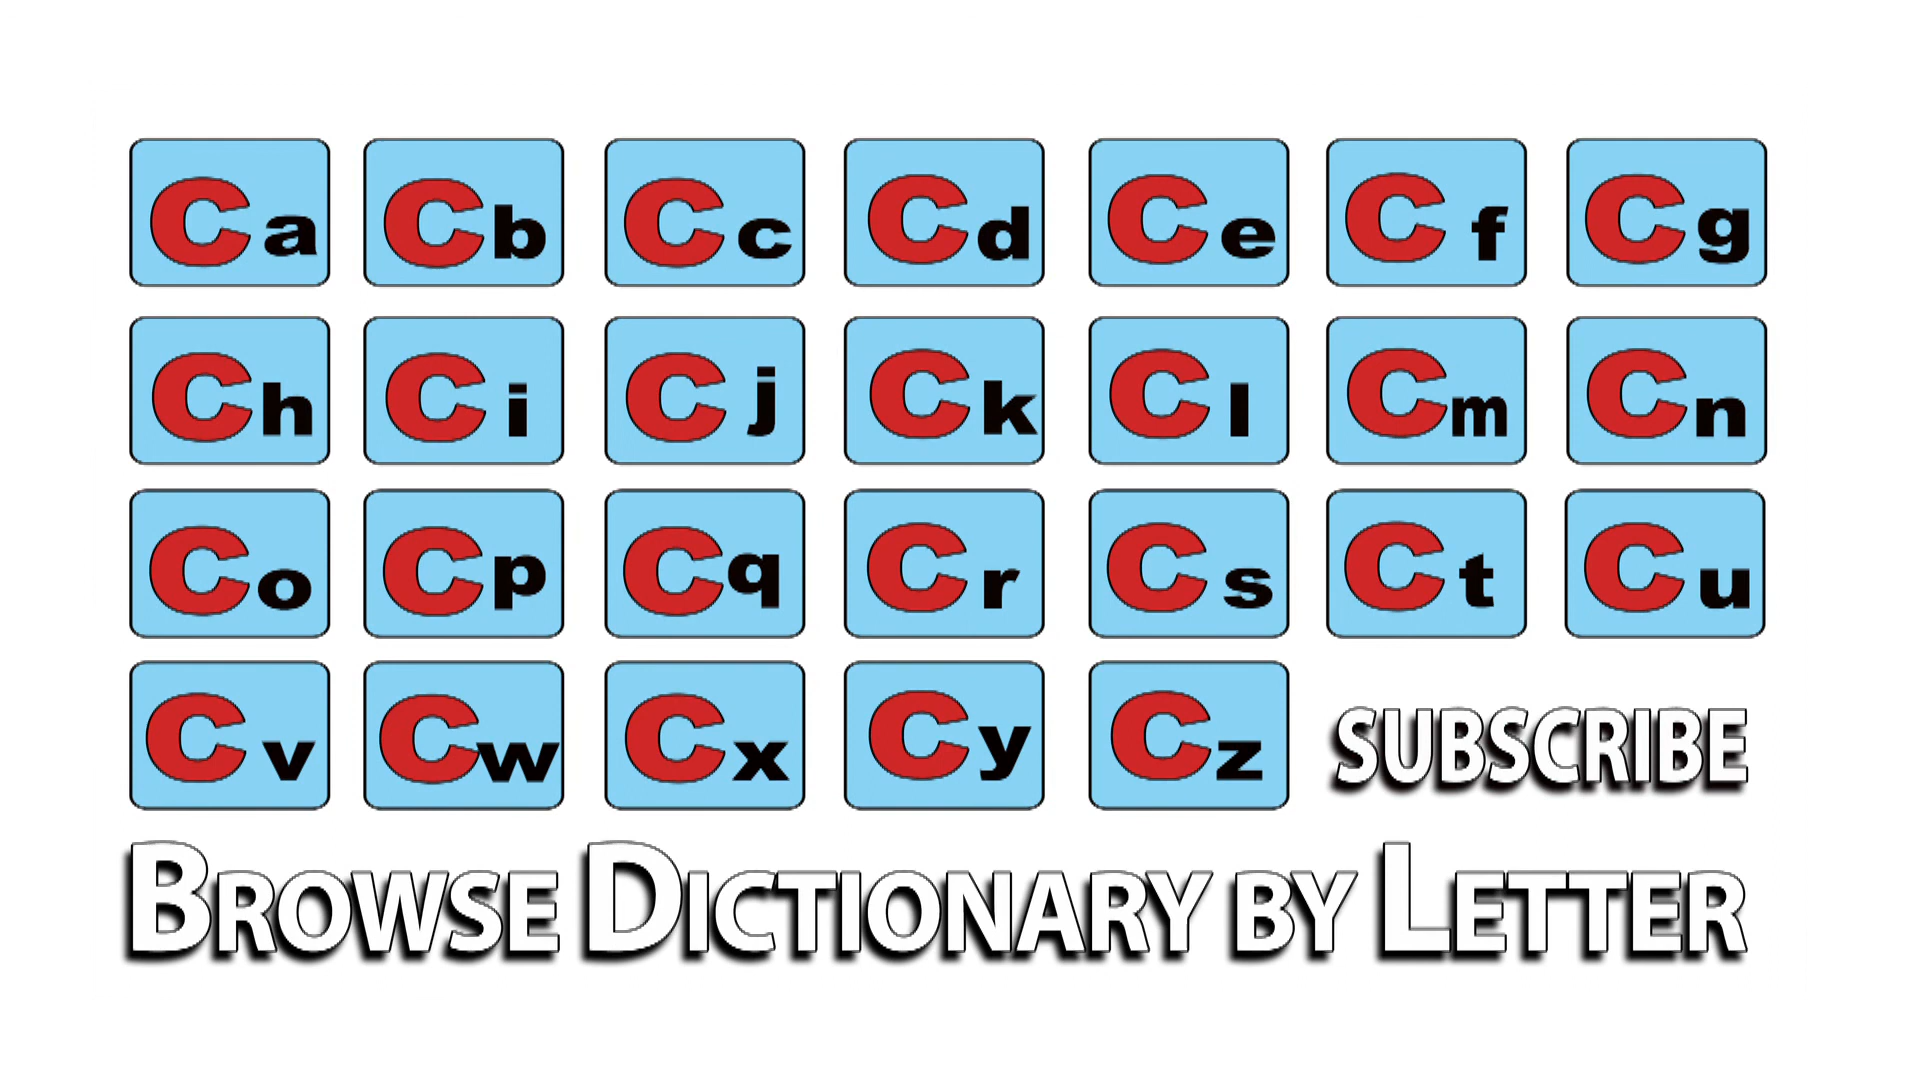 Ca Cb Cc Cd Ce Cf Cg
Ch Ci Cj Ck Cl Cm Cn
Co Cp Cq Cr Cs Ct Cu
Cv Cw Cx Cy Cz SUBSCRIBE
BROWSE DICTIONARY BY LETTER